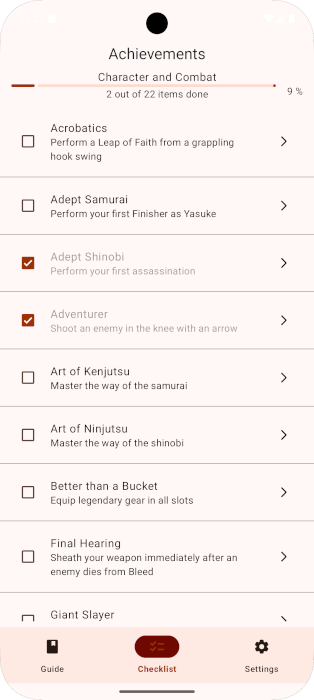 Achievements
Character and Combat
2 out of 22 items done
9 %
Acrobatics
Perform a Leap of Faith from a grappling
hook swing
Adept Samurai
Perform your first Finisher as Yasuke
Adept Shinobi
Perform your first assassination
Adventurer
Shoot an enemy in the knee with an arrow
Art of Kenjutsu
Master the way of the samurai
Art of Ninjutsu
Master the way of the shinobi
Better than a Bucket
Equip legendary gear in all slots
Final Hearing
Sheath your weapon immediately after an
enemy dies from Bleed
Giant Slayer
Guide
Checklist
Settings